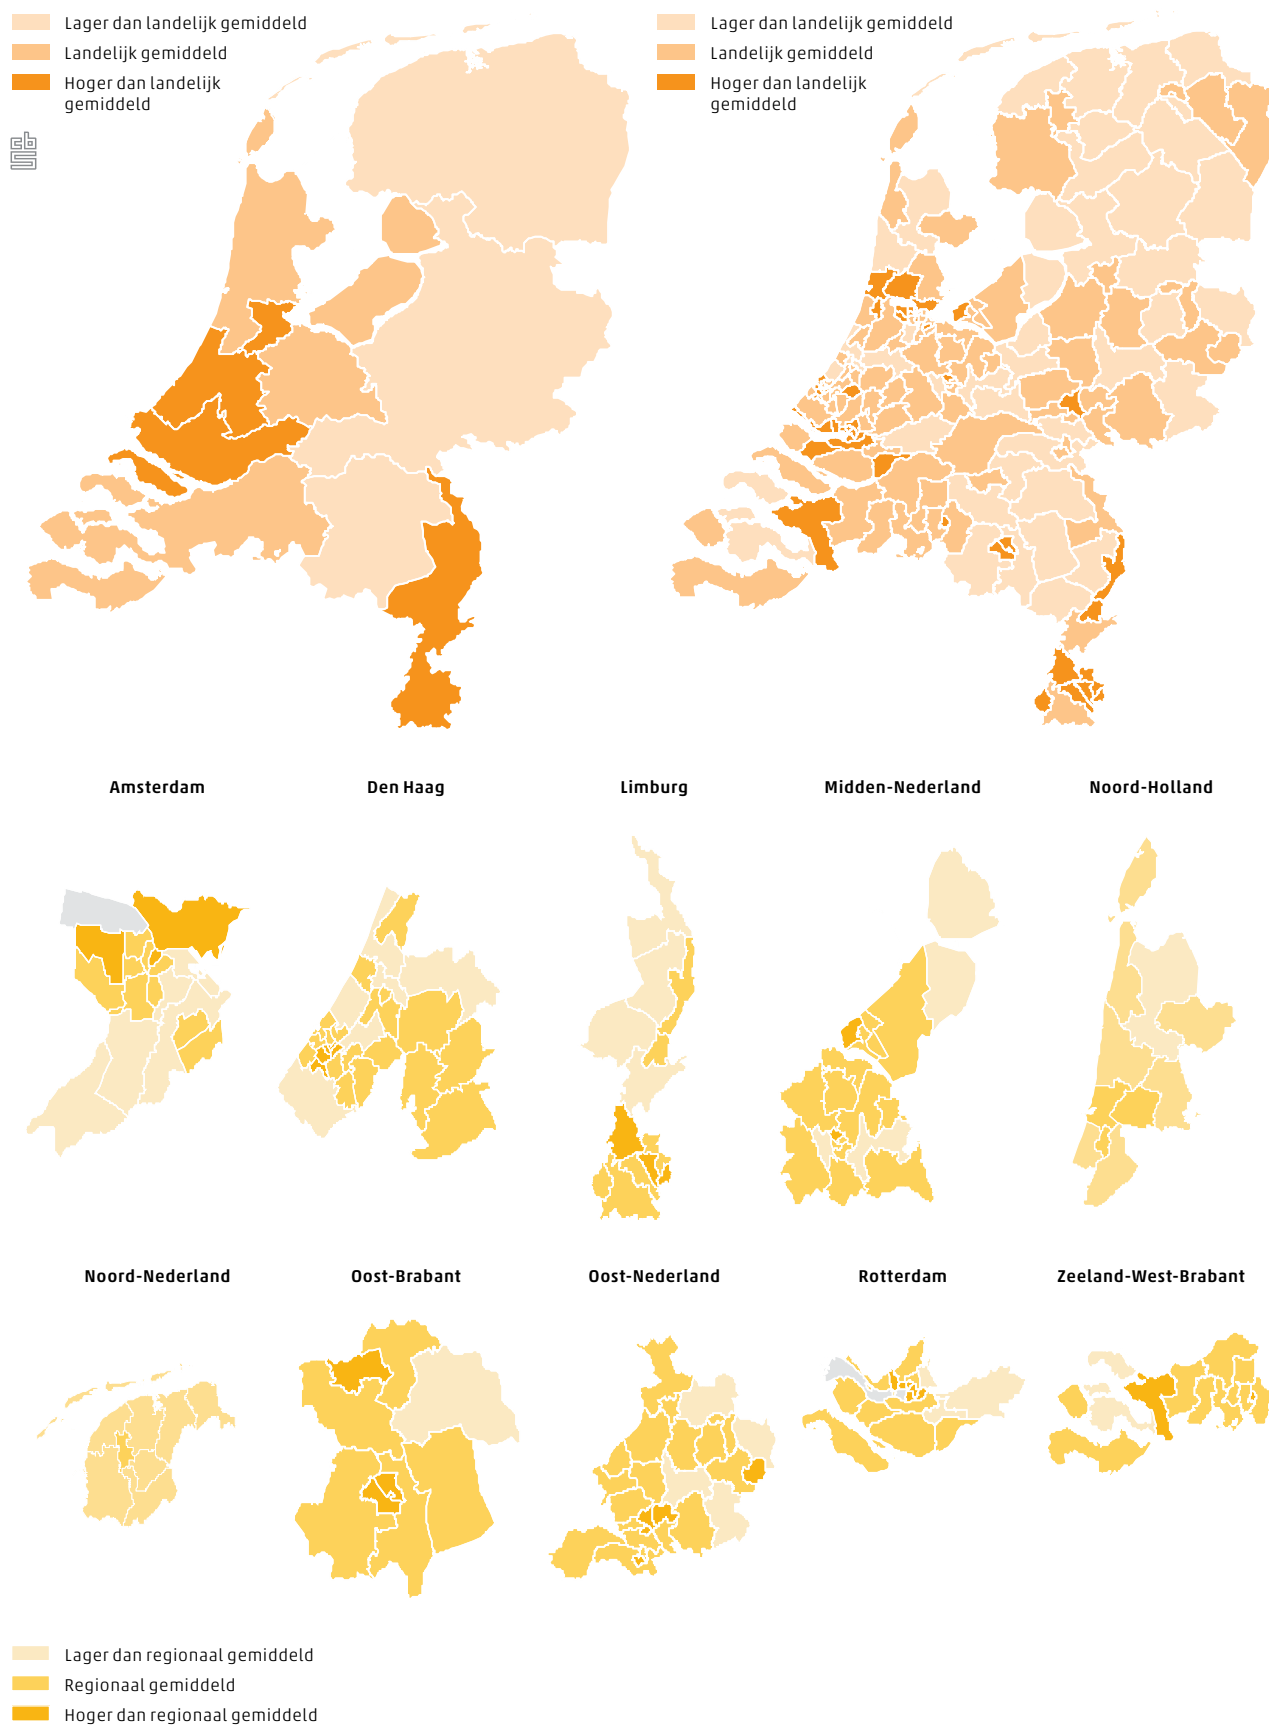 Lager dan landelijk gemiddeld
Landelijk gemiddeld
Hoger dan landelijk
gemiddeld
Lager dan landelijk gemiddeld
Landelijk gemiddeld
Hoger dan landelijk
gemiddeld
cbs
Amsterdam
Den Haag
Limburg
Midden-Nederland
Noord-Holland
Noord-Nederland
Oost-Brabant
Oost-Nederland
Rotterdam
Zeeland-West-Brabant
Lager dan regionaal gemiddeld
Regionaal gemiddeld
Hoger dan regionaal gemiddeld